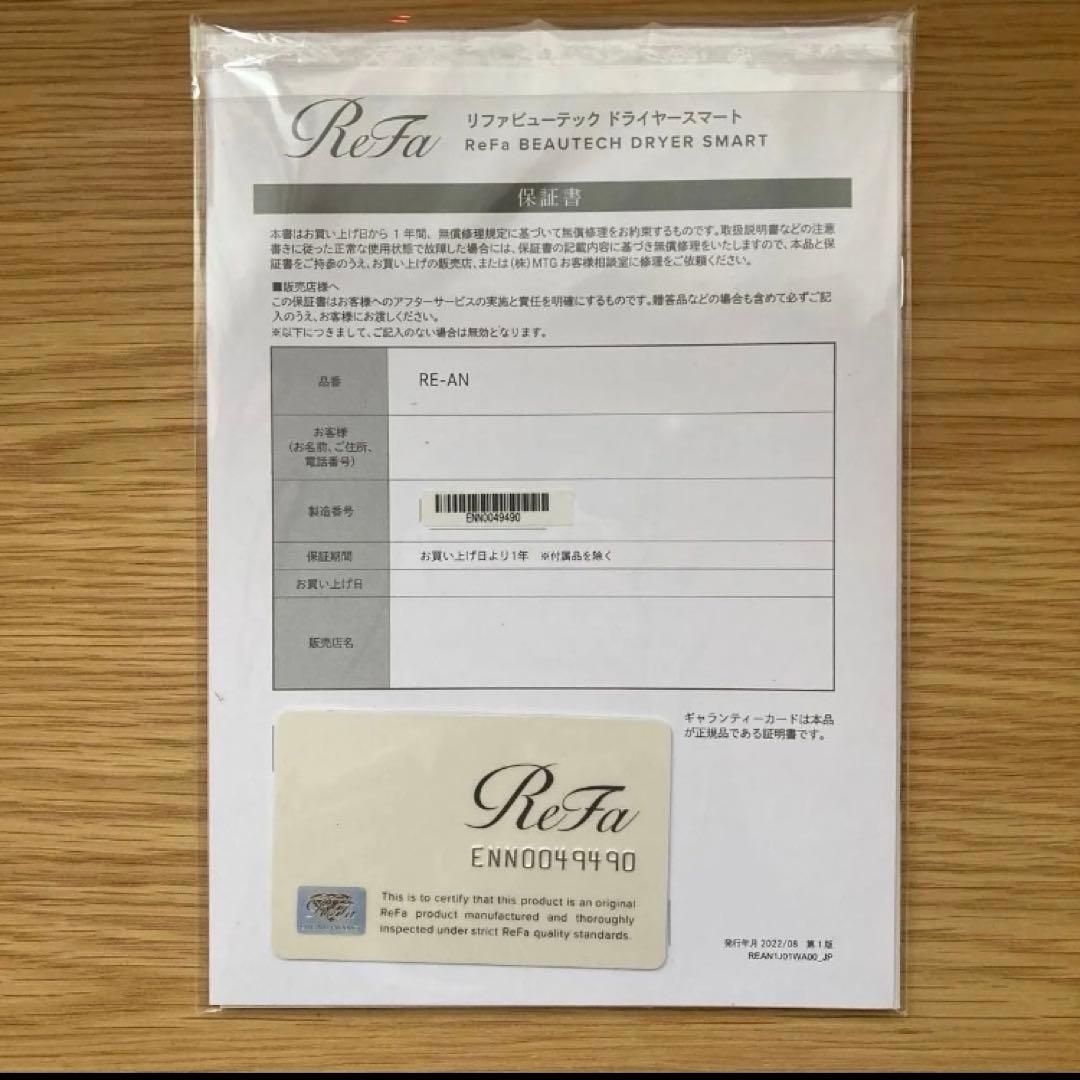 ReFa
リファビューテック ドライヤースマート
ReFa BEAUTECH DRYER SMART
保証書
本書はお買い上げ日から 1 年間、無償修理規定に基づいて無償修理をお約束するものです。取扱説明書などの注意
書きに従った正常な使用状態で故障した場合には、保証書の記載内容に基づき無償修理をいたしますので、本品と保
証書をご持参のうえ、お買い上げの販売店、または(株)MTG お客様相談室に修理をご依頼ください。
■販売店様へ
この保証書はお客様へのアフターサービスの実施と責任を明確にするものです。贈答品などの場合も含めて必ずご記
入のうえ、お客様にお渡しください。
※以下につきまして、ご記入のない場合は無効となります。
品番
RE-AN
お客様
(お名前、ご住所、
電話番号)
製造番号
ENN0049490
保証期間
お買い上げ日より1年 ※付属品を除く
お買い上げ日
販売店名
ギャランティーカードは本品
が正規品である証明書です。
ReFa
ENN0049490
This is to certify that this product is an original
ReFa product manufactured and thoroughly
inspected under strict ReFa quality standards.
発行年月 2022/08 第1版
REAN1J01WA00_JP